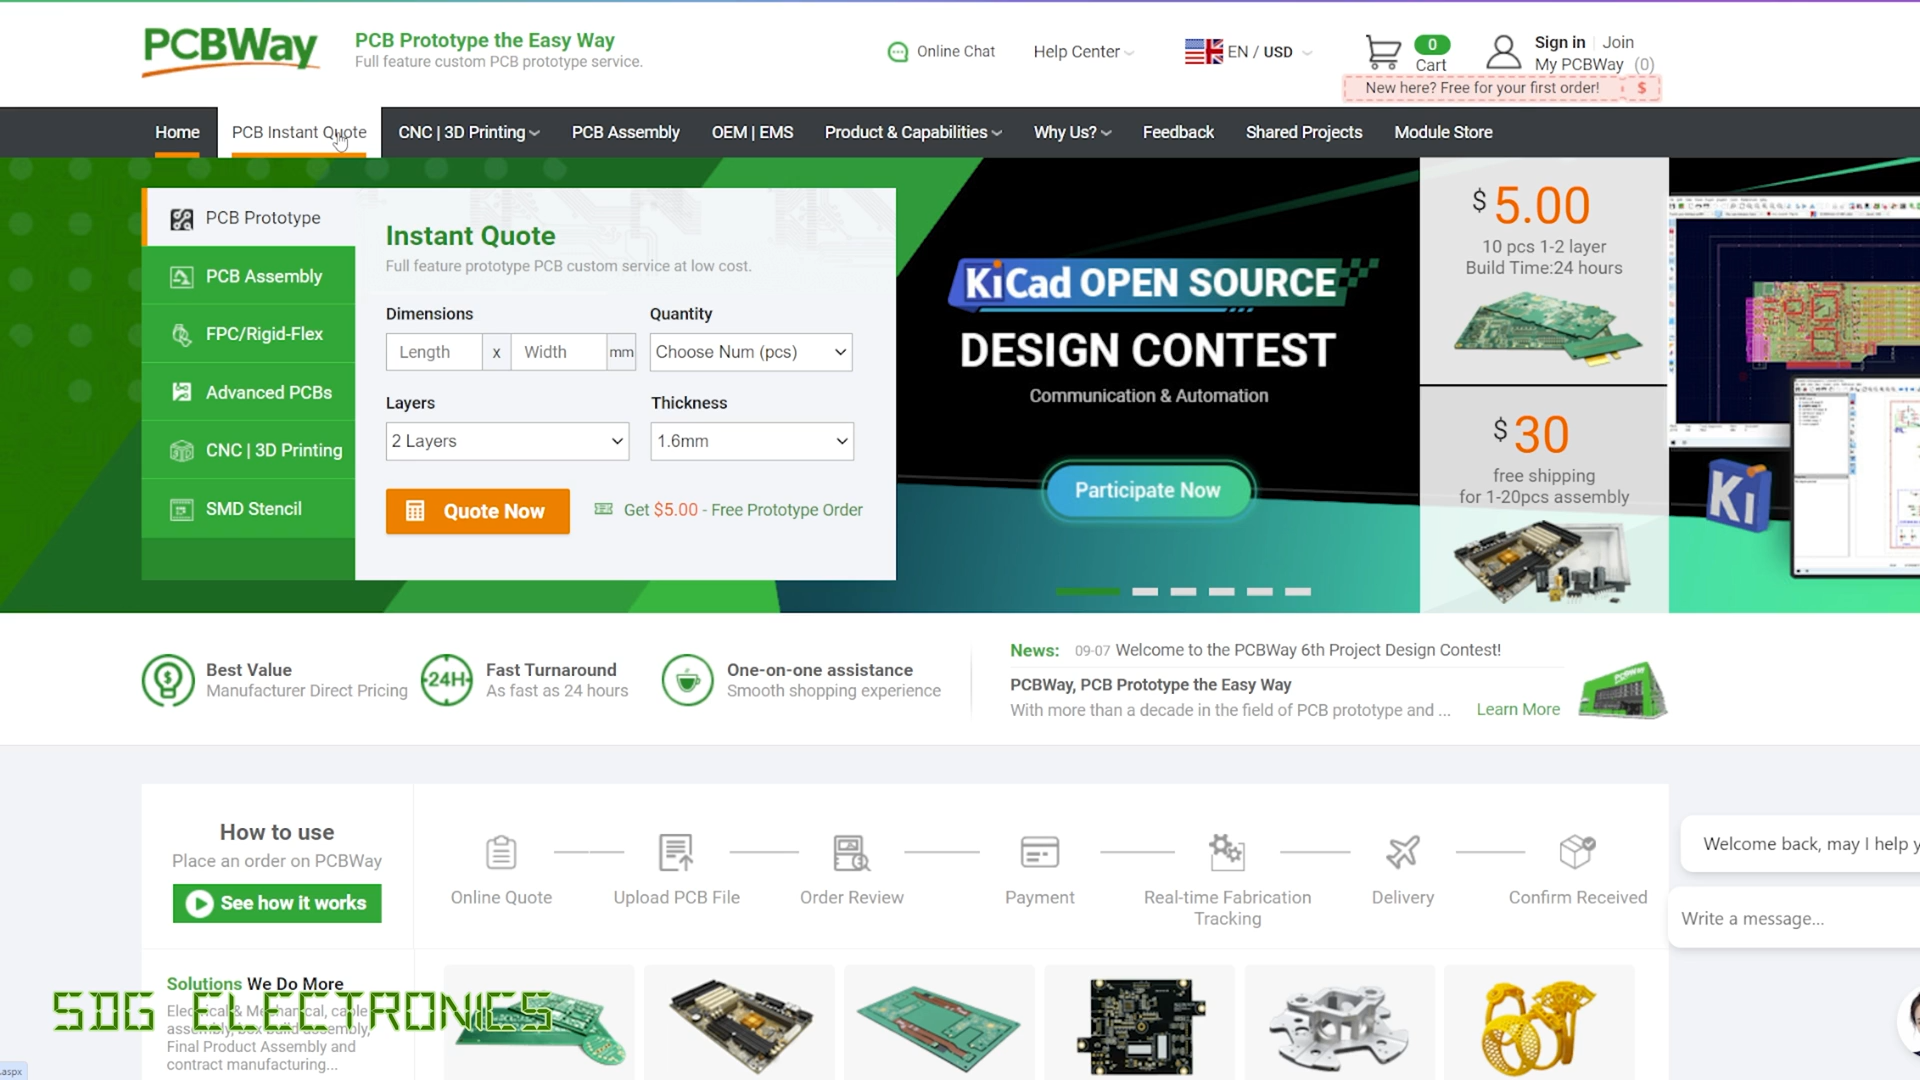 PCBWay
PCB Prototype the Easy Way
Full feature custom PCB prototype service.
Online Chat
Help Center
EN / USD
0
Cart
Sign in
Join
My PCBWay (0)
New here? Free for your first order! $
Home
PCB Instant Quote
CNC | 3D Printing
PCB Assembly
OEM | EMS
Product & Capabilities
Why Us?
Feedback
Shared Projects
Module Store
PCB Prototype
PCB Assembly
FPC/Rigid-Flex
Advanced PCBs
CNC | 3D Printing
SMD Stencil
Instant Quote
Full feature prototype PCB custom service at low cost.
Dimensions
Quantity
Length x Width mm
Choose Num (pcs)
Layers
Thickness
2 Layers
1.6mm
Quote Now
Get $5.00 - Free Prototype Order
KiCad OPEN SOURCE
DESIGN CONTEST
Communication & Automation
Participate Now
$ 5.00
10 pcs 1-2 layer
Build Time:24 hours
$ 30
free shipping
for 1-20pcs assembly
Ki
Best Value
Manufacturer Direct Pricing
24H
Fast Turnaround
As fast as 24 hours
One-on-one assistance
Smooth shopping experience
News: 09-07 Welcome to the PCBWay 6th Project Design Contest!
PCBWay, PCB Prototype the Easy Way
With more than a decade in the field of PCB prototype and ...
Learn More
PCBWay
How to use
Place an order on PCBWay
See how it works
Online Quote
Upload PCB File
Order Review
Payment
Real-time Fabrication
Tracking
Delivery
Confirm Received
Welcome back, may I help y
Write a message...
Solutions We Do More
Electrical & Mechanical, cable
assembly, box build assembly,
Final Product Assembly and
contract manufacturing...
SDG ELECTRONICS
.aspx